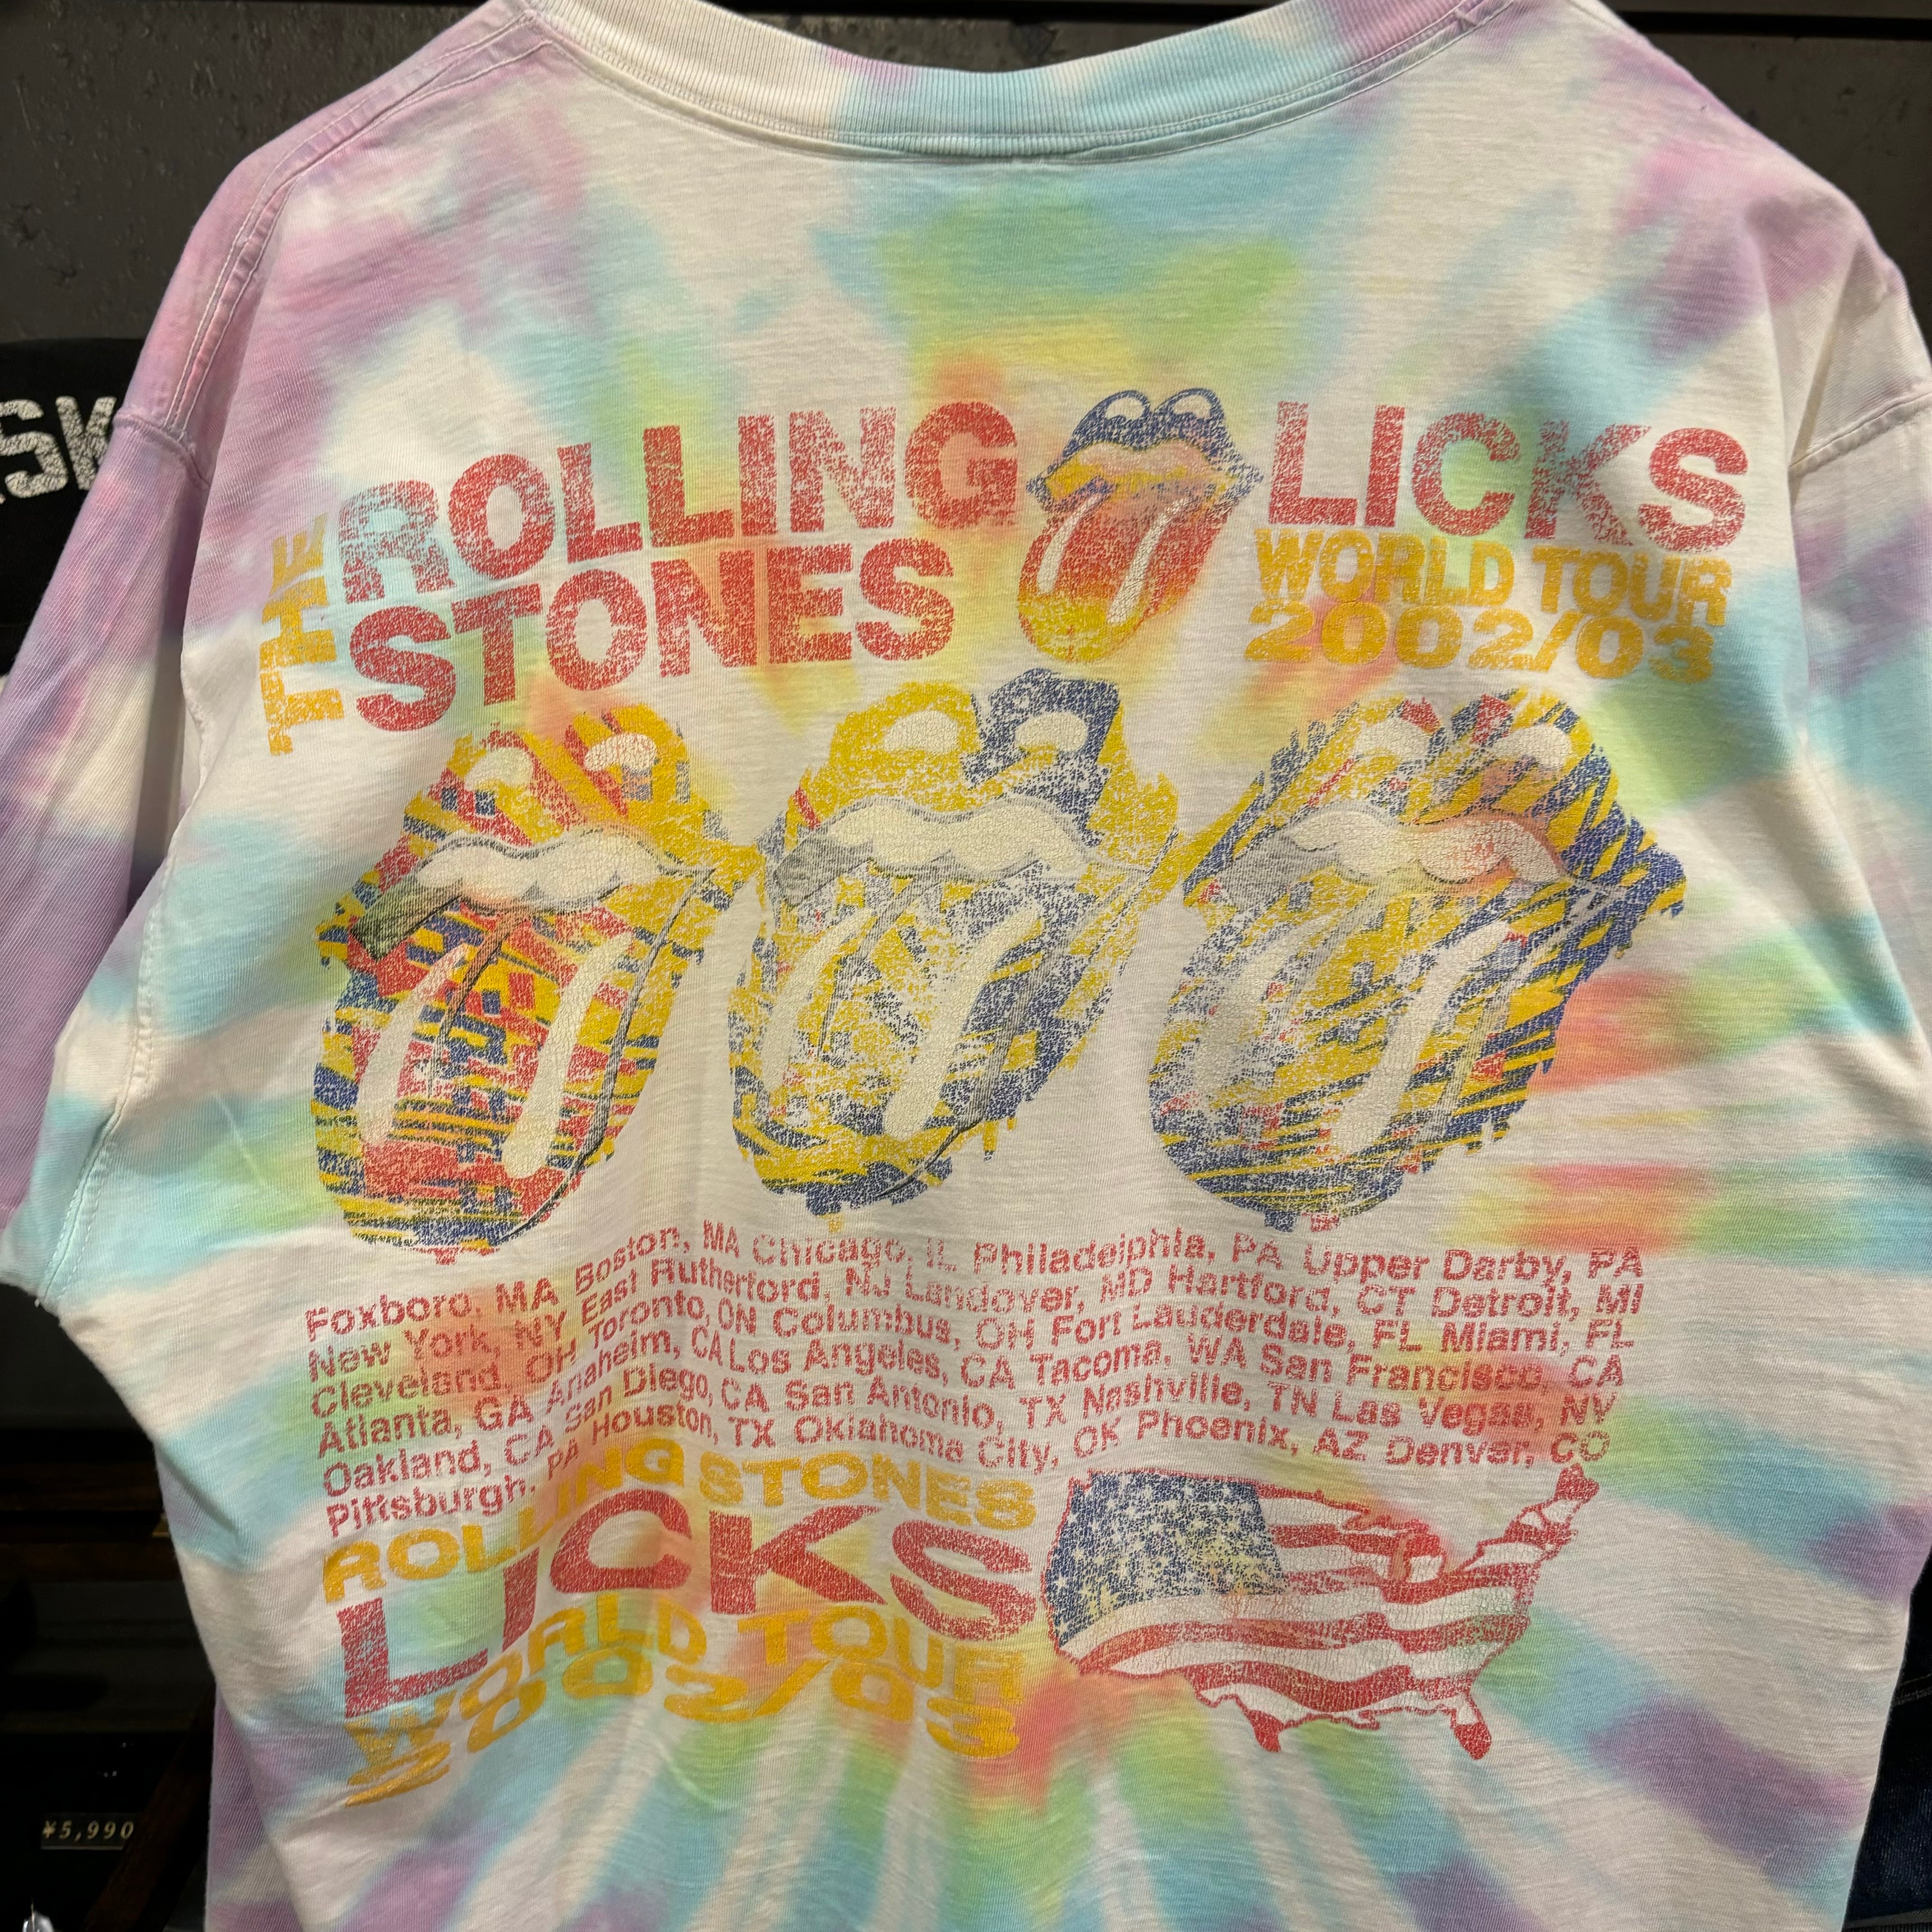 THE
ROLLING
STONES
LICKS
WORLD TOUR
2002/03
Foxboro, MA Boston, MA Chicago, IL Philadelphia, PA Upper Darby, PA
New York, NY East Rutherford, NJ Landover, MD Hartford, CT Detroit, MI
Cleveland, OH Toronto, ON Columbus, OH Fort Lauderdale, FL Miami, FL
Atlanta, GA Anaheim, CA Los Angeles, CA Tacoma, WA San Francisco, CA
Oakland, CA San Diego, CA San Antonio, TX Nashville, TN Las Vegas, NV
Pittsburgh, PA Houston, TX Oklahoma City, OK Phoenix, AZ Denver, CO
ROLLING STONES
LICKS
WORLD TOUR
2002/03
¥5,990